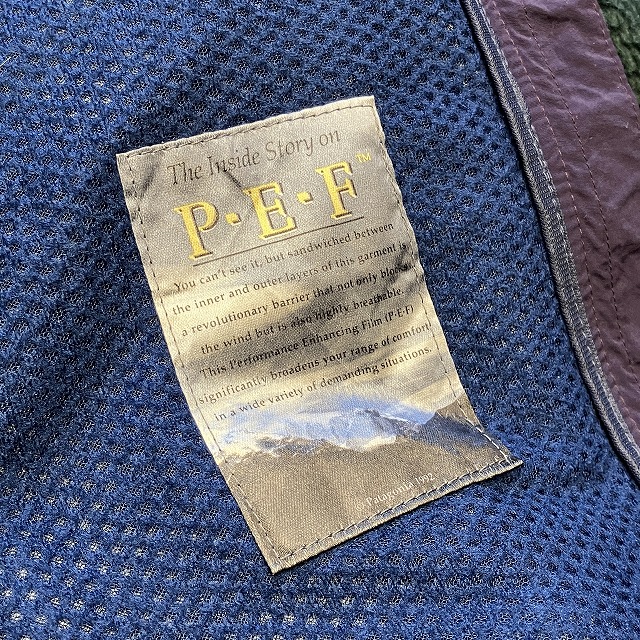 The Inside Story on
P·E·F™
You can't see it, but sandwiched between
the inner and outer layers of this garment is
a revolutionary barrier that not only blocks
the wind but is also highly breathable.
This Performance Enhancing Film (P·E·F)
significantly broadens your range of comfort
in a wide variety of demanding situations.
© Patagonia 1992